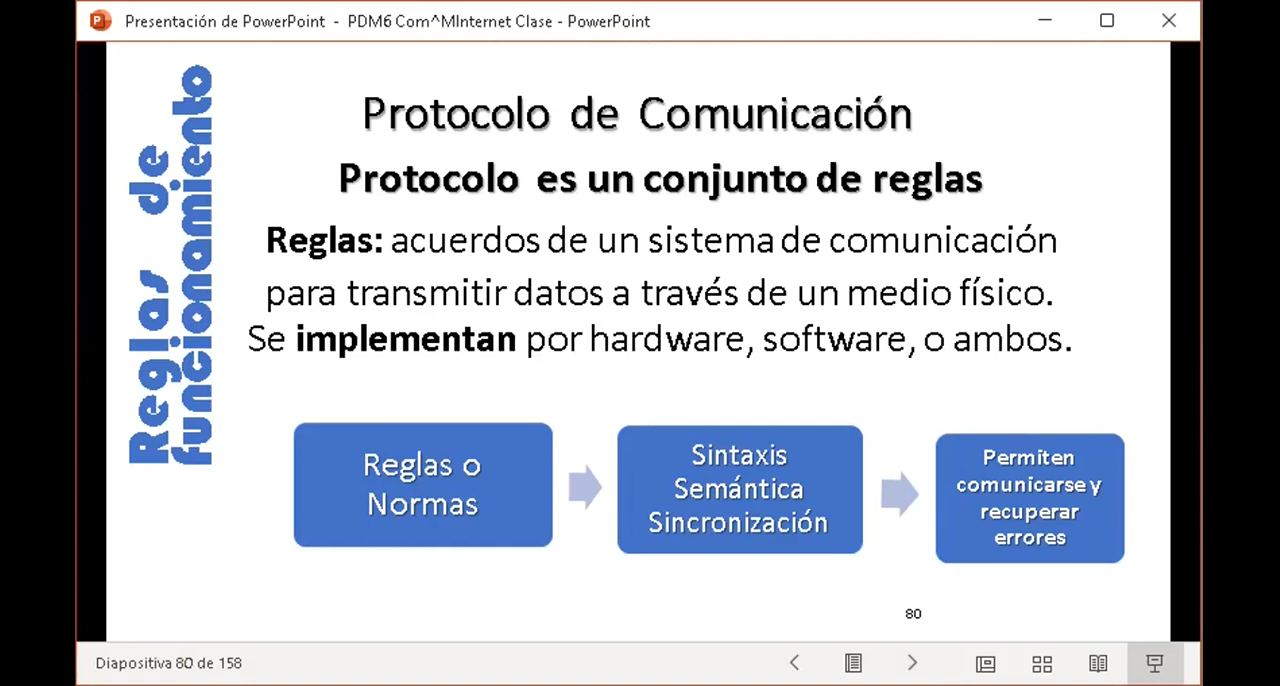 Presentación de PowerPoint - PDM6 Com^MInternet Clase - PowerPoint
Reglas de
funcionamiento
Protocolo de Comunicación
Protocolo es un conjunto de reglas
Reglas: acuerdos de un sistema de comunicación
para transmitir datos a través de un medio físico.
Se implementan por hardware, software, o ambos.
Reglas o
Normas
Sintaxis
Semántica
Sincronización
Permiten
comunicarse y
recuperar
errores
80
Diapositiva 80 de 158